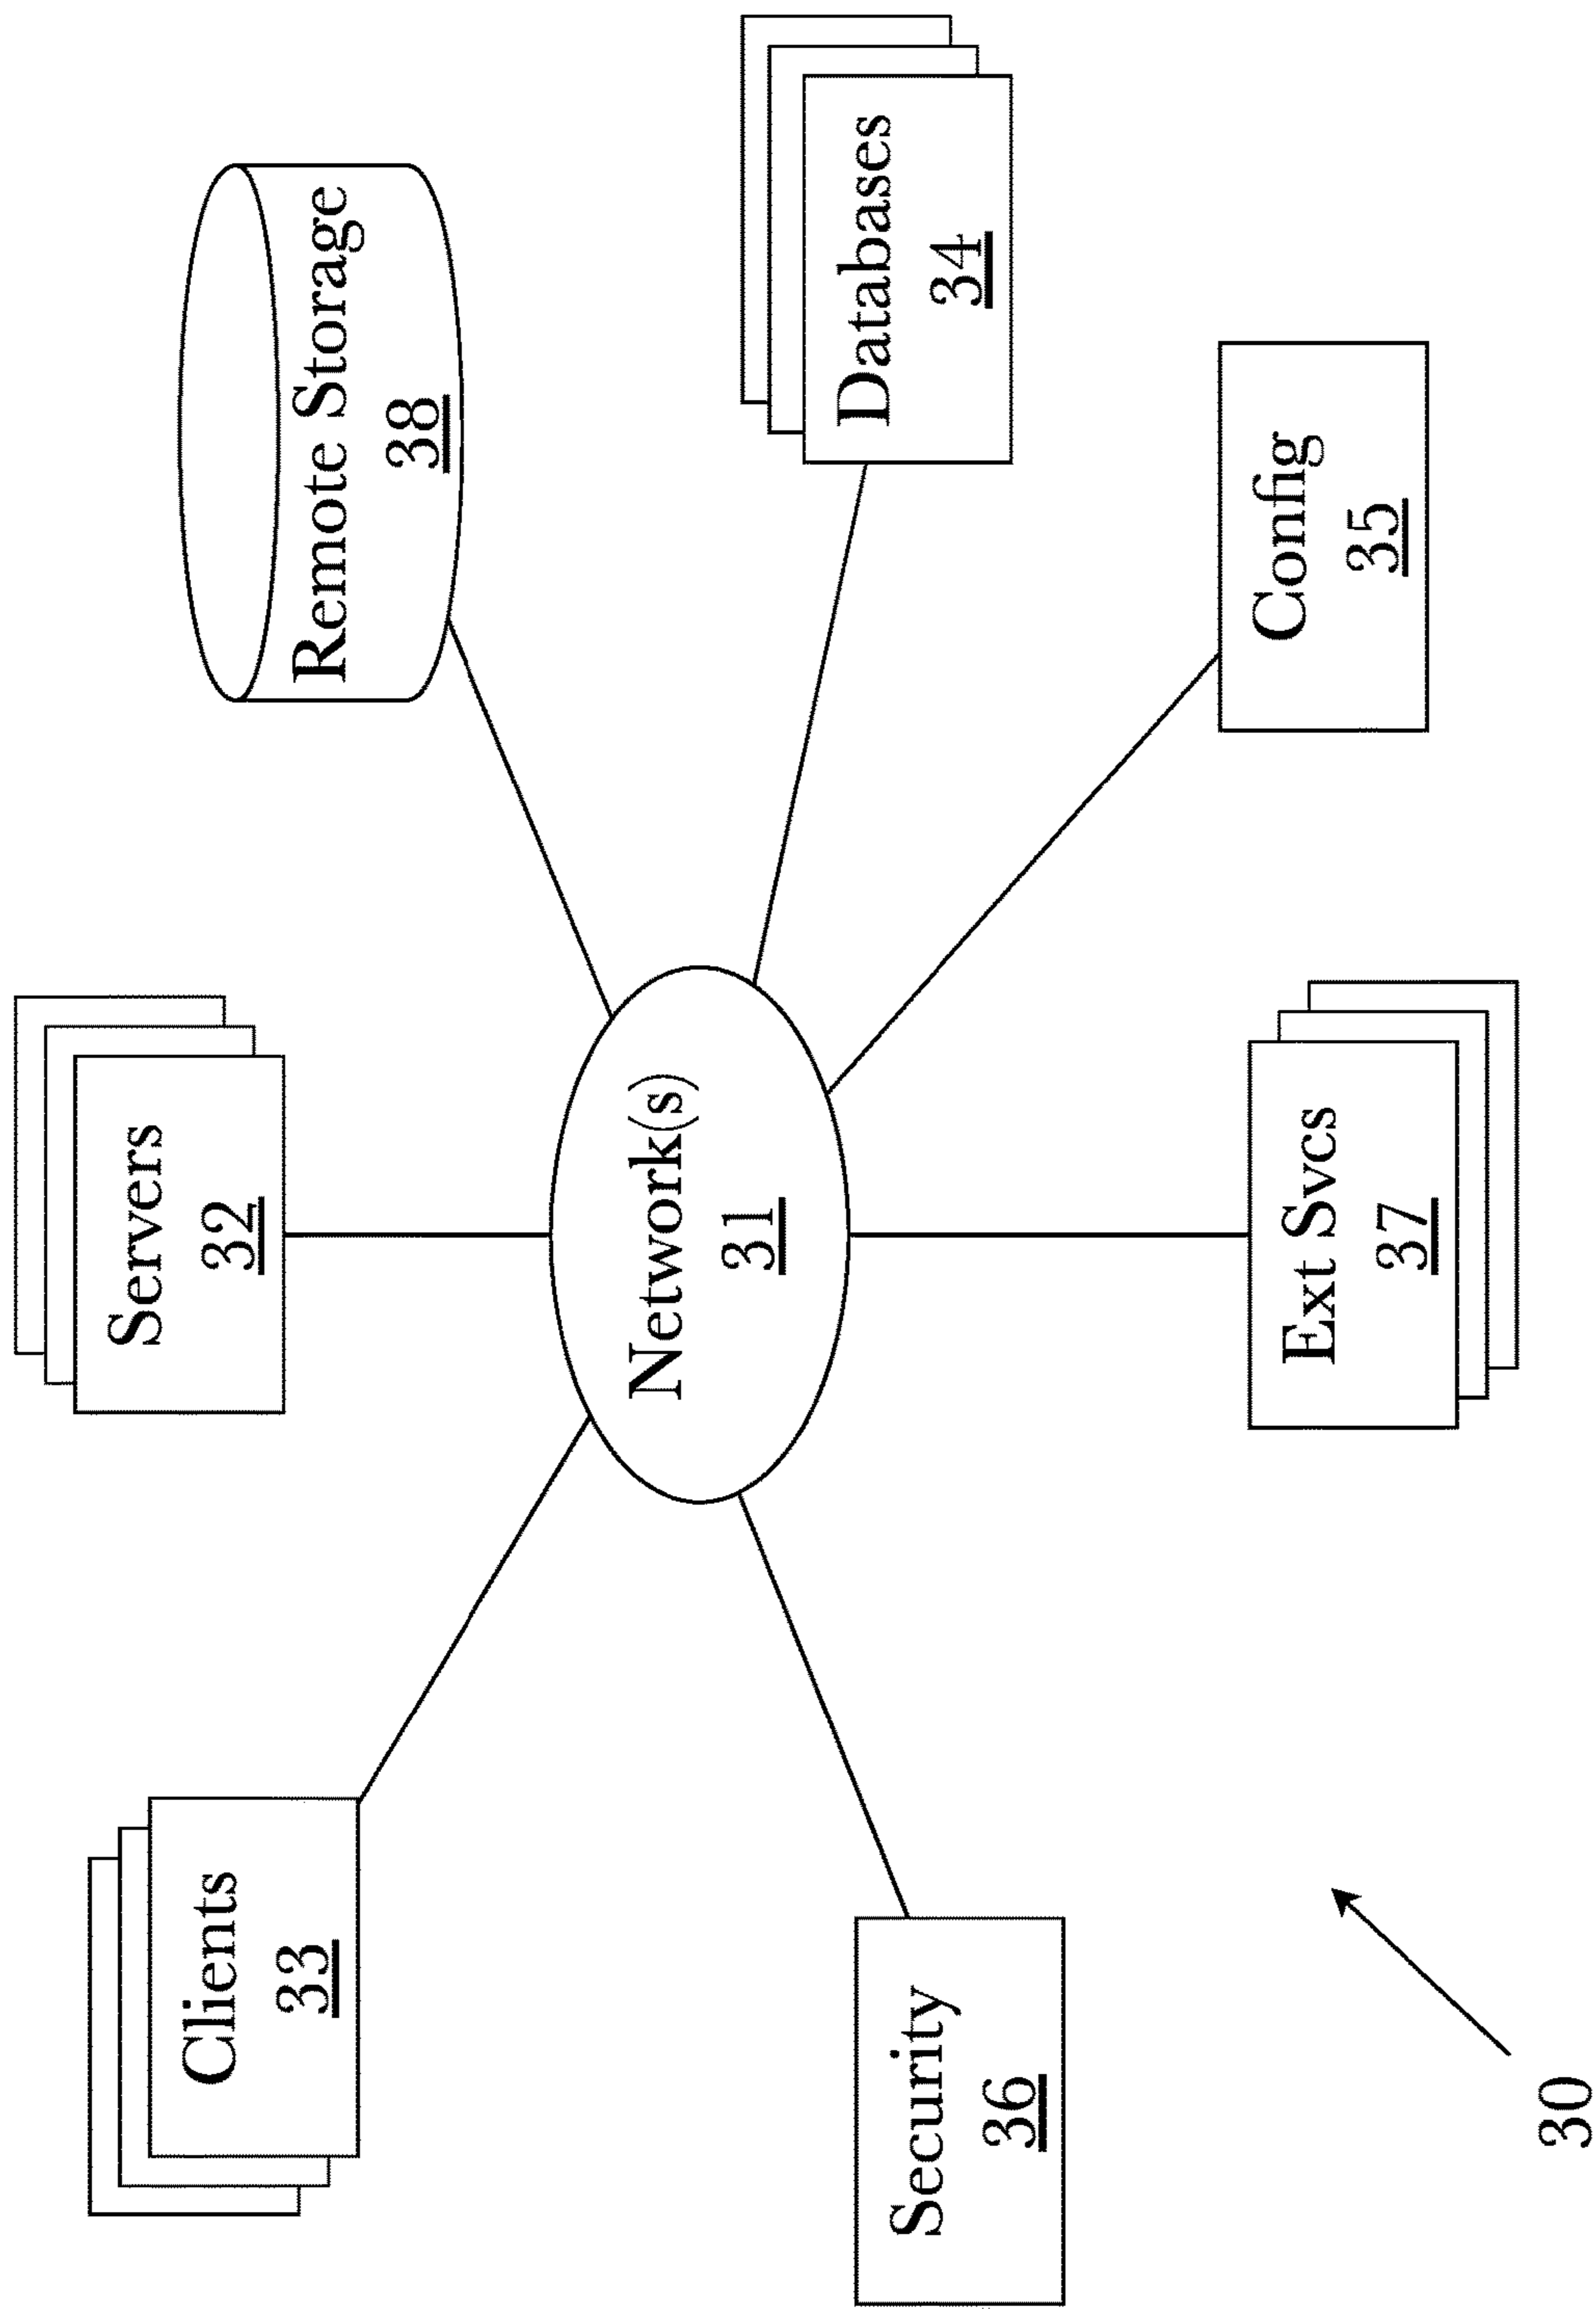 Servers
32
Clients
33
Remote Storage
38
Network(s)
31
Databases
34
Security
36
Ext Svcs
37
Config
35
30